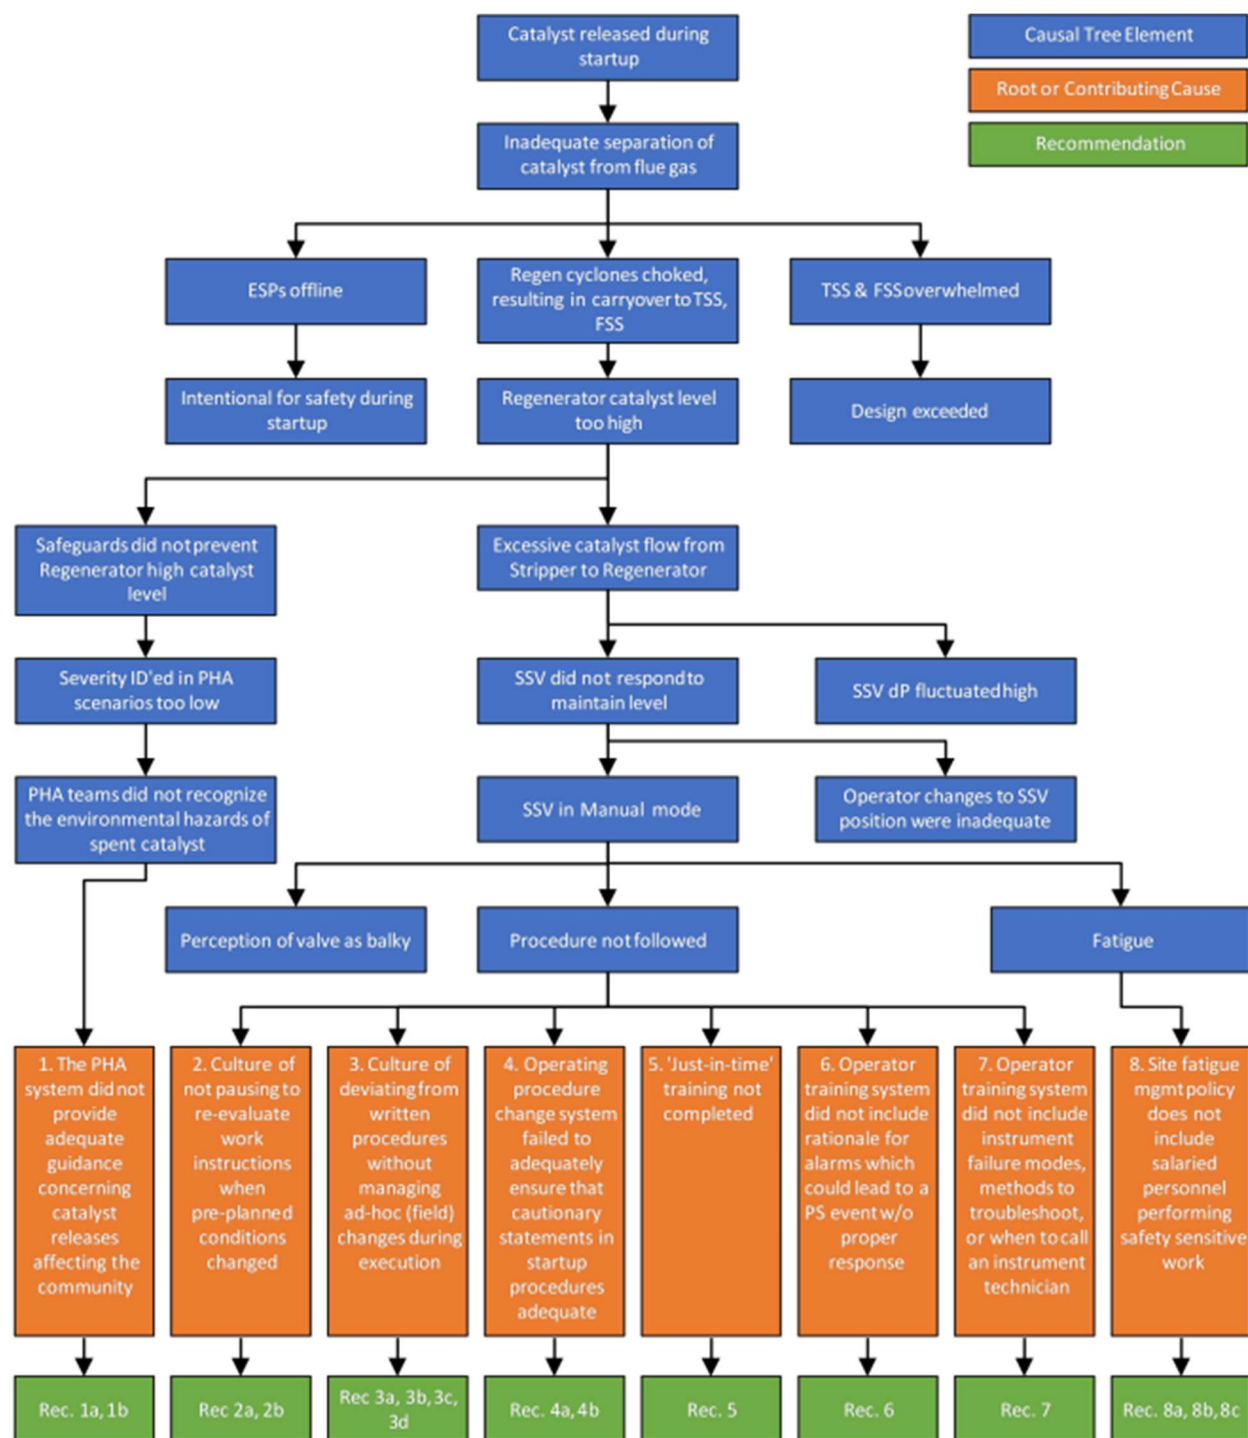 Catalyst released during
startup
Causal Tree Element
Root or Contributing Cause
Recommendation
Inadequate separation of
catalyst from flue gas
ESPs offline
Regen cyclones choked,
resulting in carryover to TSS,
FSS
TSS & FSS overwhelmed
Intentional for safety during
startup
Regenerator catalyst level
too high
Design exceeded
Safeguards did not prevent
Regenerator high catalyst
level
Excessive catalyst flow from
Stripper to Regenerator
Severity ID'ed in PHA
scenarios too low
SSV did not respond to
maintain level
SSV dP fluctuated high
PHA teams did not recognize
the environmental hazards of
spent catalyst
SSV in Manual mode
Operator changes to SSV
position were inadequate
Perception of valve as balky
Procedure not followed
Fatigue
1. The PHA
system did not
provide
adequate
guidance
concerning
catalyst
releases
affecting the
community
2. Culture of
not pausing to
re-evaluate
work
instructions
when
pre-planned
conditions
changed
3. Culture of
deviating from
written
procedures
without
managing
ad-hoc (field)
changes during
execution
4. Operating
procedure
change system
failed to
adequately
ensure that
cautionary
statements in
startup
procedures
adequate
5. 'Just-in-time'
training not
completed
6. Operator
training system
did not include
rationale for
alarms which
could lead to a
PS event w/o
proper
response
7. Operator
training system
did not include
instrument
failure modes,
methods to
troubleshoot,
or when to call
an instrument
technician
8. Site fatigue
mgmt policy
does not
include
salaried
personnel
performing
safety sensitive
work
Rec. 1a, 1b
Rec 2a, 2b
Rec 3a, 3b, 3c,
3d
Rec. 4a, 4b
Rec. 5
Rec. 6
Rec. 7
Rec. 8a, 8b, 8c